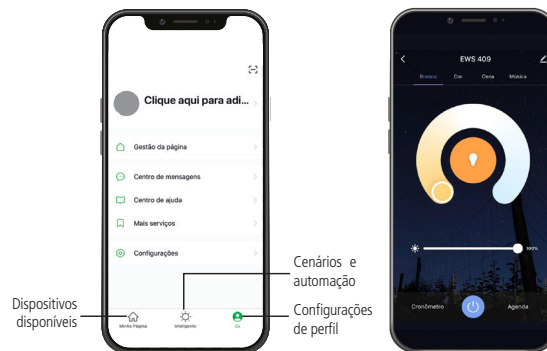 Clique aqui para adi...
Gestão da página
Centro de mensagens
Centro de ajuda
Mais serviços
Configurações
Minha Página
Inteligente
Eu
Dispositivos
disponíveis
Cenários e
automação
Configurações
de perfil
EWS 409
Branco Cor Cena Música
100%
Cronômetro Agenda